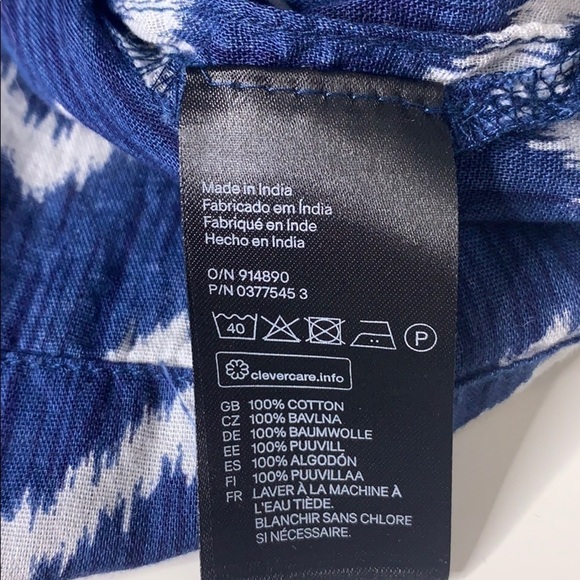 Made in India
Fabricado em Índia
Fabriqué en Inde
Hecho en India
O/N 914890
P/N 0377545 3
40 P
clevercare.info
GB 100% COTTON
CZ 100% BAVLNA
DE 100% BAUMWOLLE
EE 100% PUUVILL
ES 100% ALGODÓN
FI 100% PUUVILLAA
FR LAVER À LA MACHINE À
L'EAU TIÈDE.
BLANCHIR SANS CHLORE
SI NÉCESSAIRE.